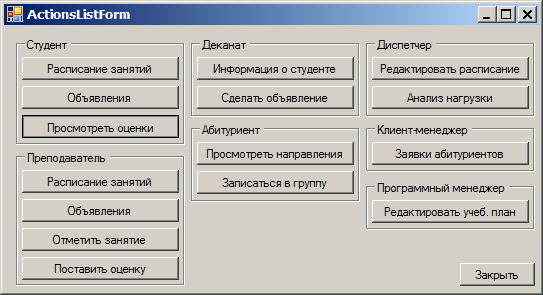 ActionsListForm
Студент
Расписание занятий
Объявления
Просмотреть оценки
Преподаватель
Расписание занятий
Объявления
Отметить занятие
Поставить оценку
Деканат
Информация о студенте
Сделать объявление
Абитуриент
Просмотреть направления
Записаться в группу
Диспетчер
Редактировать расписание
Анализ нагрузки
Клиент-менеджер
Заявки абитуриентов
Программный менеджер
Редактировать учеб. план
Закрыть